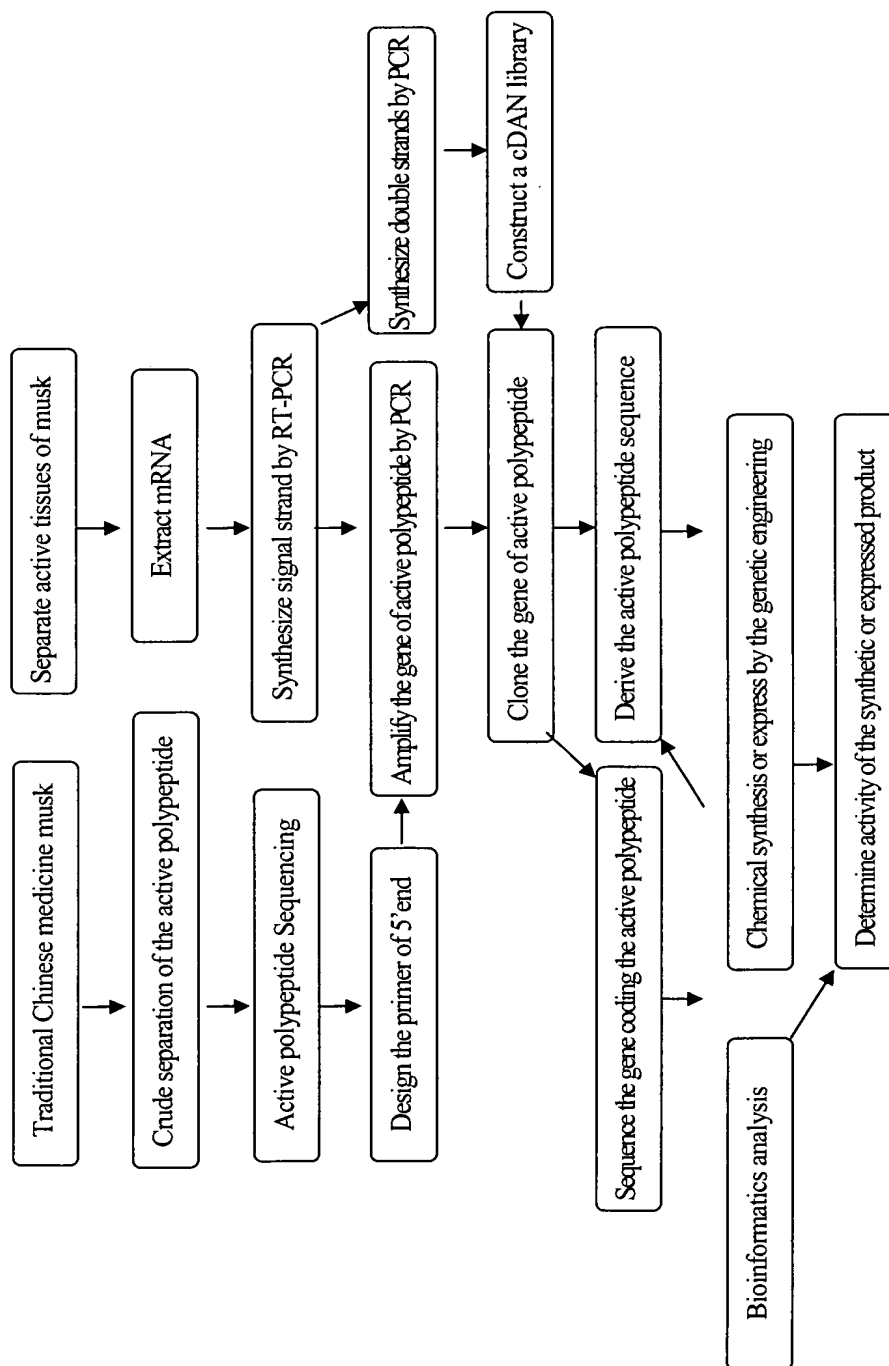 Traditional Chinese medicine musk
Separate active tissues of musk
Crude separation of the active polypeptide
Extract mRNA
Active polypeptide Sequencing
Synthesize signal strand by RT-PCR
Design the primer of 5'end
Amplify the gene of active polypeptide by PCR
Synthesize double strands by PCR
Clone the gene of active polypeptide
Construct a cDAN library
Sequence the gene coding the active polypeptide
Derive the active polypeptide sequence
Bioinformatics analysis
Chemical synthesis or express by the genetic engineering
Determine activity of the synthetic or expressed product